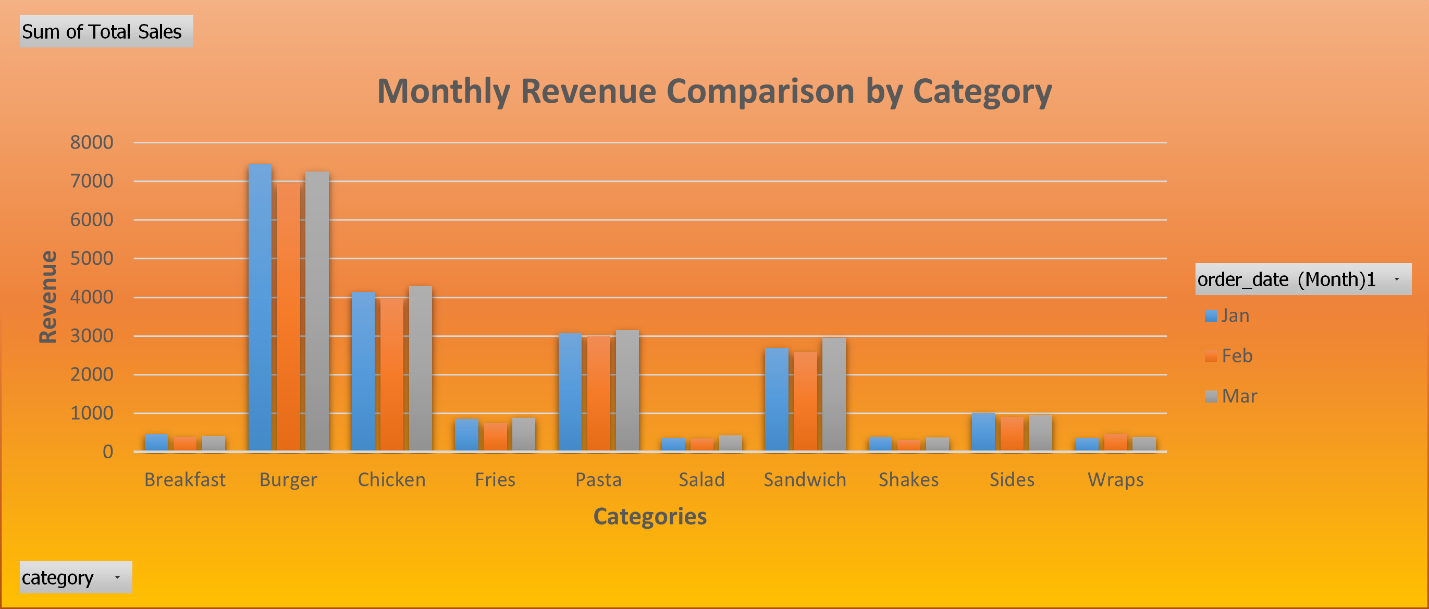 Sum of Total Sales
Monthly Revenue Comparison by Category
8000
7000
6000
5000
4000
3000
2000
1000
0
Revenue
Breakfast Burger Chicken Fries Pasta Salad Sandwich Shakes Sides Wraps
Categories
order_date (Month)1
Jan
Feb
Mar
category